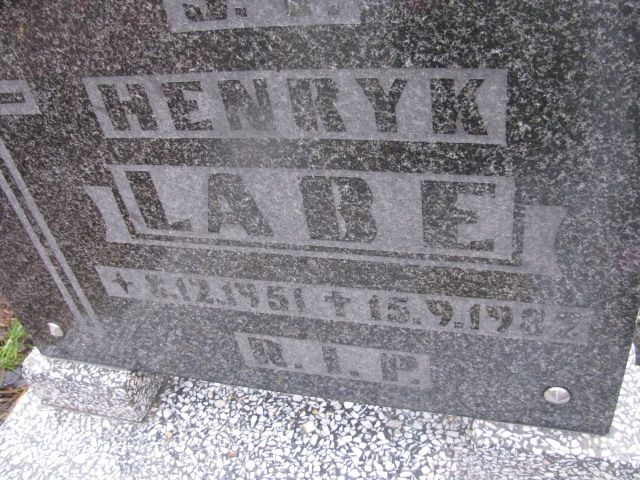 HENRYK
LABE
✝ 8.12.1951 ✝ 15.9.1982
R.I.P.